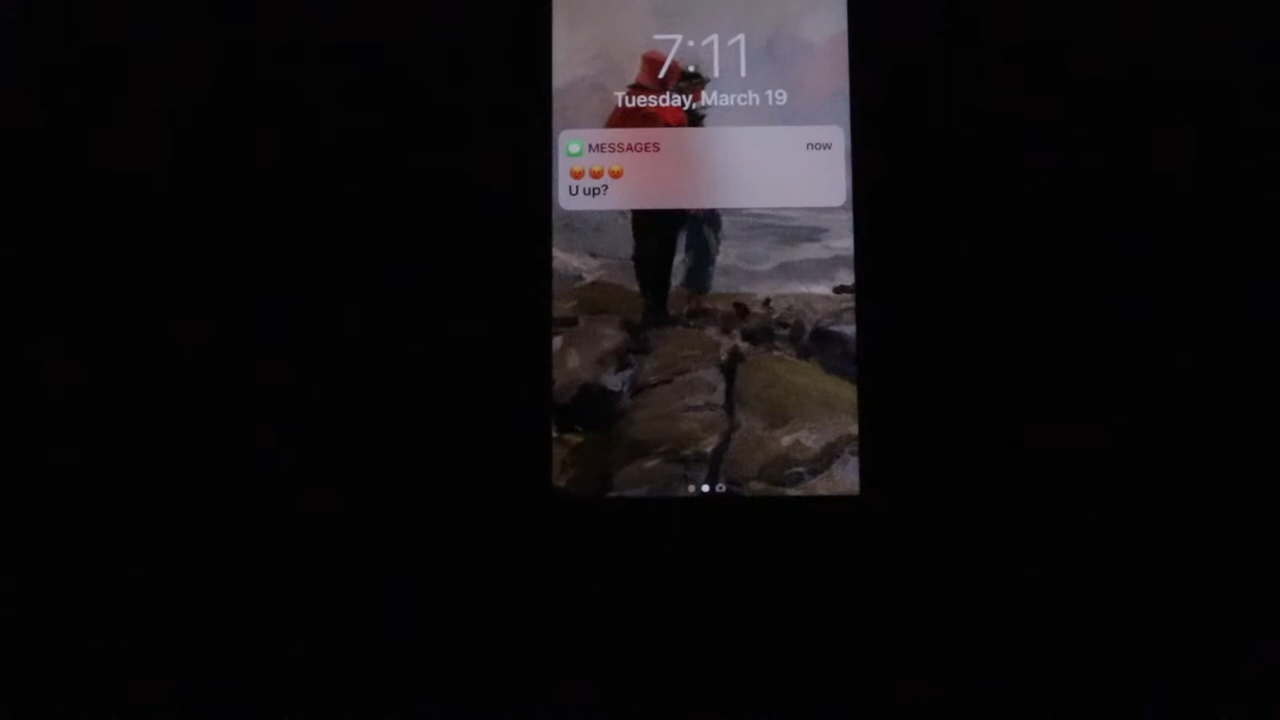 7:11
Tuesday, March 19
MESSAGES now
😡😡😡
U up?